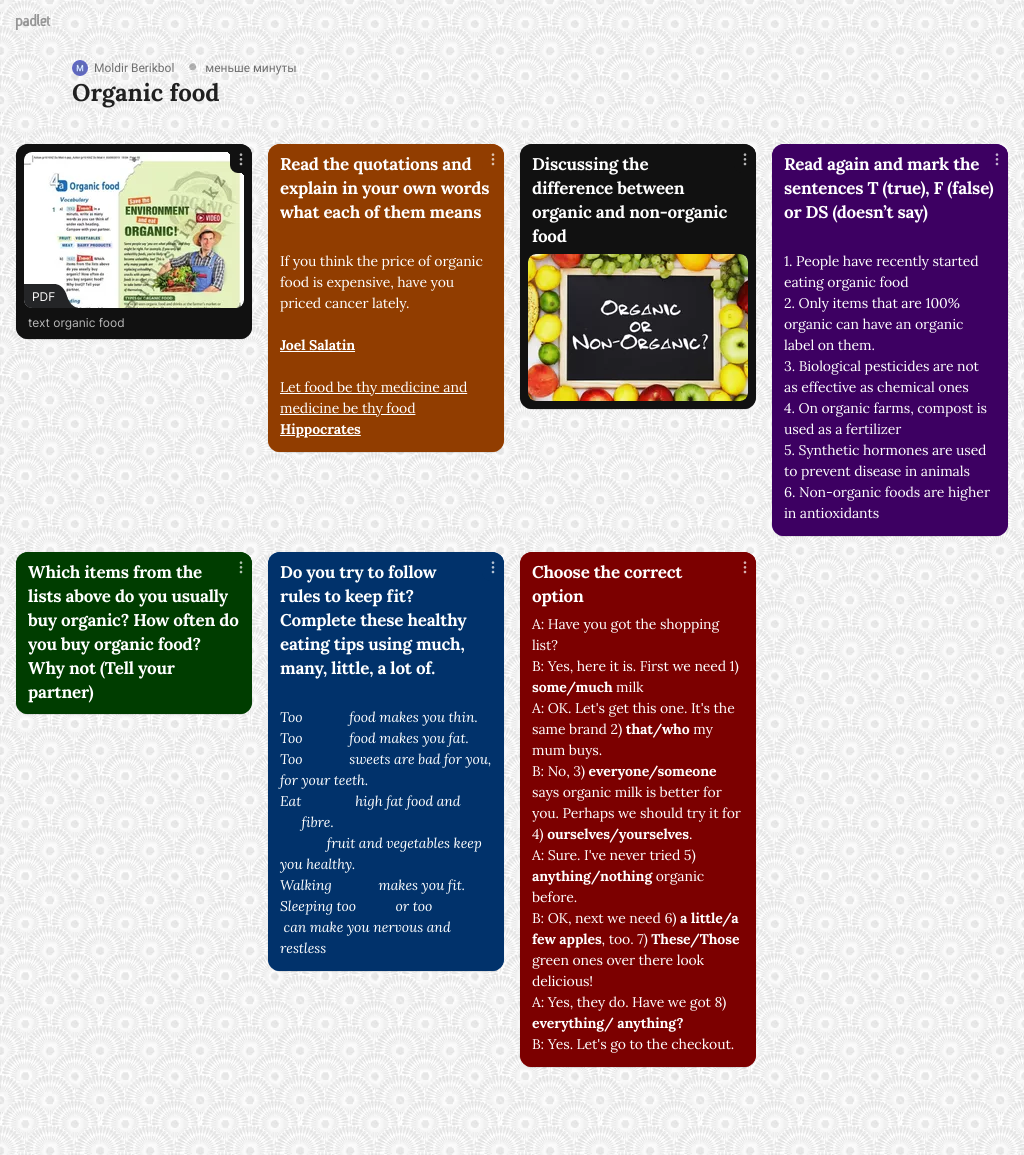 padlet
M Moldir Berikbol меньше минуты
Organic food
4a Organic food
FRUIT VEGETABLES
MEAT DAIRY PRODUCTS
Save the
ENVIRONMENT
VIDEO
ORGANIC!
PDF
text organic food
Read the quotations and
explain in your own words
what each of them means
If you think the price of organic
food is expensive, have you
priced cancer lately.
Joel Salatin
Let food be thy medicine and
medicine be thy food
Hippocrates
Discussing the
difference between
organic and non-organic
food
ORGANIC
OR
NON-ORGANIC?
Read again and mark the
sentences T (true), F (false)
or DS (doesn't say)
1. People have recently started
eating organic food
2. Only items that are 100%
organic can have an organic
label on them.
3. Biological pesticides are not
as effective as chemical ones
4. On organic farms, compost is
used as a fertilizer
5. Synthetic hormones are used
to prevent disease in animals
6. Non-organic foods are higher
in antioxidants
Which items from the
lists above do you usually
buy organic? How often do
you buy organic food?
Why not (Tell your
partner)
Do you try to follow
rules to keep fit?
Complete these healthy
eating tips using much,
many, little, a lot of.
Too food makes you thin.
Too food makes you fat.
Too sweets are bad for you,
for your teeth.
Eat high fat food and
fibre.
fruit and vegetables keep
you healthy.
Walking makes you fit.
Sleeping too or too
can make you nervous and
restless
Choose the correct
option
A: Have you got the shopping
list?
B: Yes, here it is. First we need 1)
some/much milk
A: OK. Let's get this one. It's the
same brand 2) that/who my
mum buys.
B: No, 3) everyone/someone
says organic milk is better for
you. Perhaps we should try it for
4) ourselves/yourselves.
A: Sure. I've never tried 5)
anything/nothing organic
before.
B: OK, next we need 6) a little/a
few apples, too. 7) These/Those
green ones over there look
delicious!
A: Yes, they do. Have we got 8)
everything/ anything?
B: Yes. Let's go to the checkout.